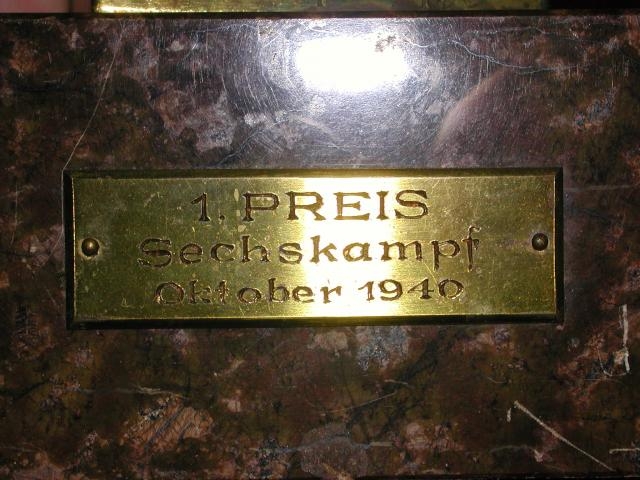 1. PREIS
Sechskampf
Oktober 1940